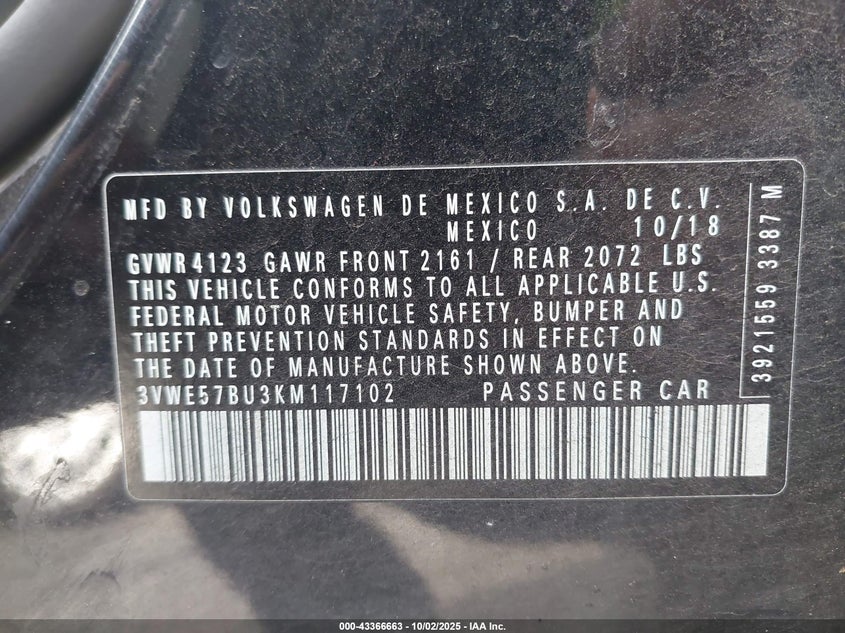 MFD BY VOLKSWAGEN DE MEXICO S.A. DE C.V.
MEXICO 10/18
GVWR 4123 GAWR FRONT 2161 / REAR 2072 LBS
THIS VEHICLE CONFORMS TO ALL APPLICABLE U.S.
FEDERAL MOTOR VEHICLE SAFETY, BUMPER AND
THEFT PREVENTION STANDARDS IN EFFECT ON
THE DATE OF MANUFACTURE SHOWN ABOVE.
3VWE57BU3KM117102 PASSENGER CAR
3921559 3387 M
000-43366663 - 10/02/2025 - IAA Inc.